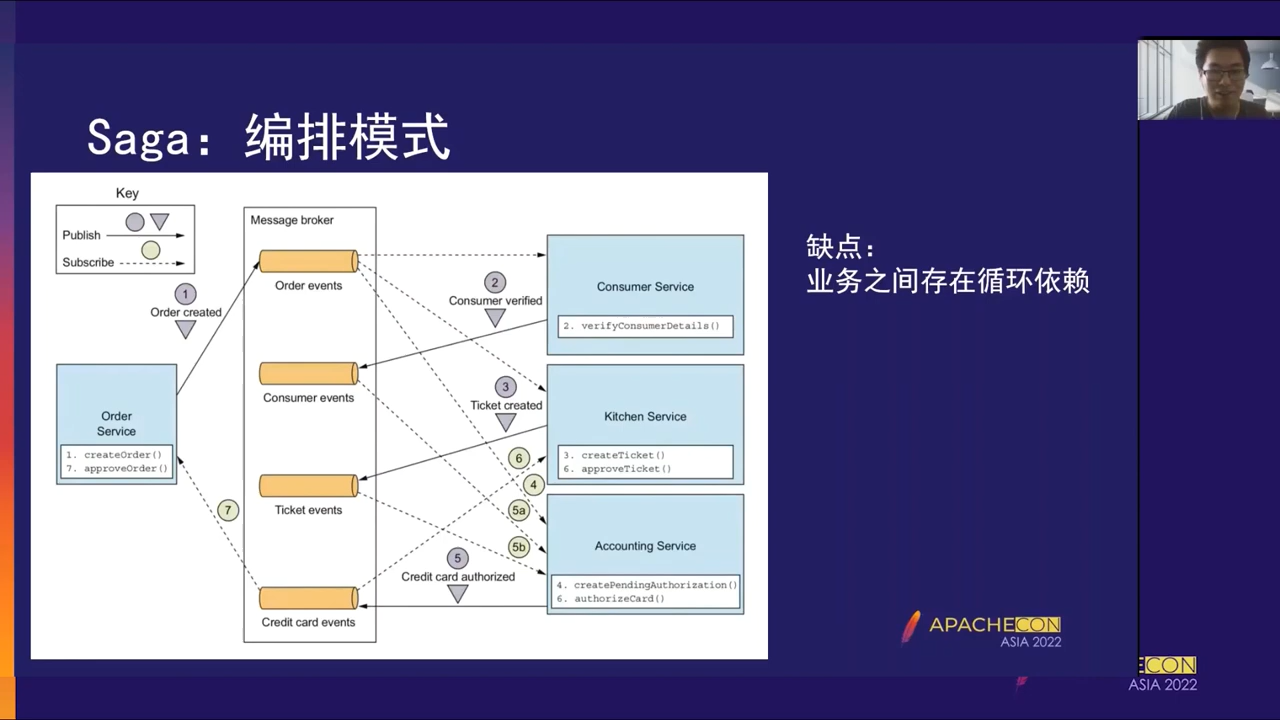 Saga：编排模式
Key
Publish
Subscribe
1
Order created
Order
Service
1. createOrder()
7. approveOrder()
7
Message broker
Order events
Consumer events
Ticket events
Credit card events
2
Consumer verified
3
Ticket created
6
4
5a
5b
5
Credit card authorized
Consumer Service
2. verifyConsumerDetails()
Kitchen Service
3. createTicket()
6. approveTicket()
Accounting Service
4. createPendingAuthorization()
6. authorizeCard()
缺点：
业务之间存在循环依赖
APACHECON
ASIA 2022
ECON
ASIA 2022